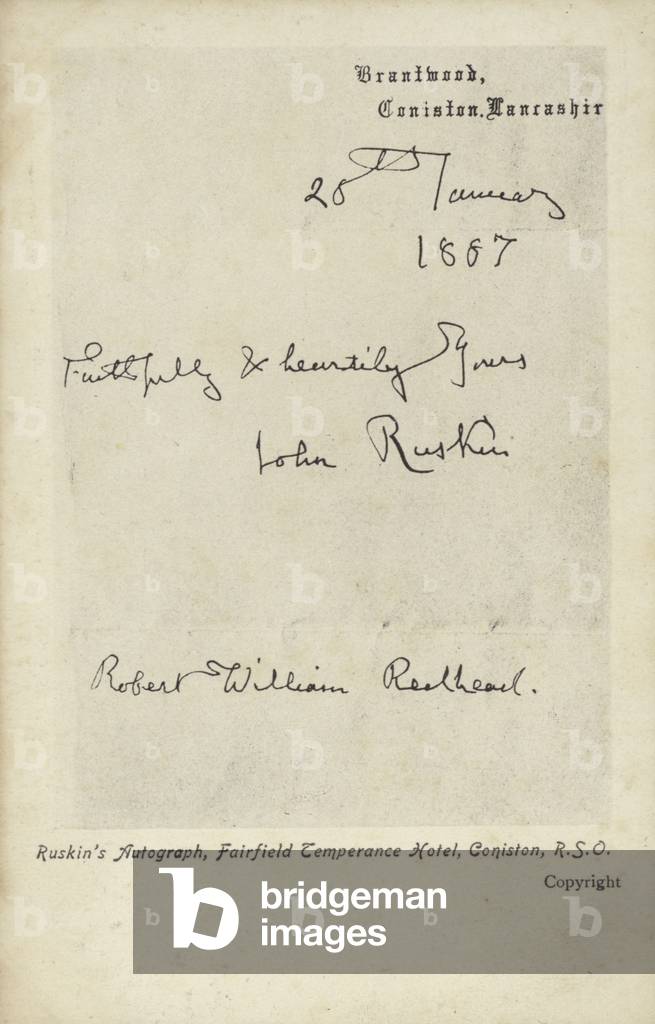 Brantwood,
Coniston. Lancashir
28th January
1887
Faithfully & heartily Yours
John Ruskin
Robert William Redhead.
Ruskin's Autograph, Fairfield Temperance Hotel, Coniston, R.S.O.
Copyright
b bridgeman
images